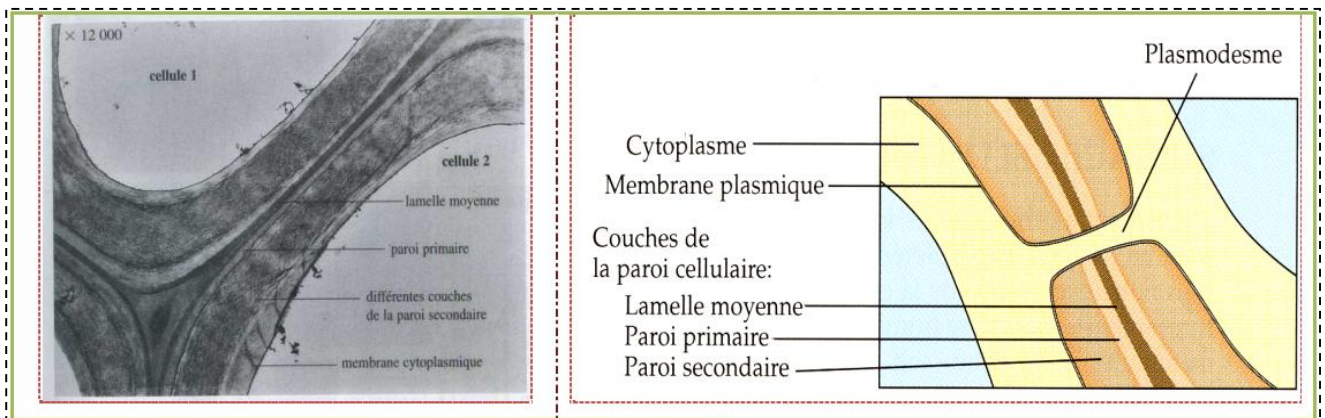 × 12 000
cellule 1
cellule 2
lamelle moyenne
paroi primaire
différentes couches
de la paroi secondaire
membrane cytoplasmique
Plasmodesme
Cytoplasme
Membrane plasmique
Couches de
la paroi cellulaire:
Lamelle moyenne
Paroi primaire
Paroi secondaire